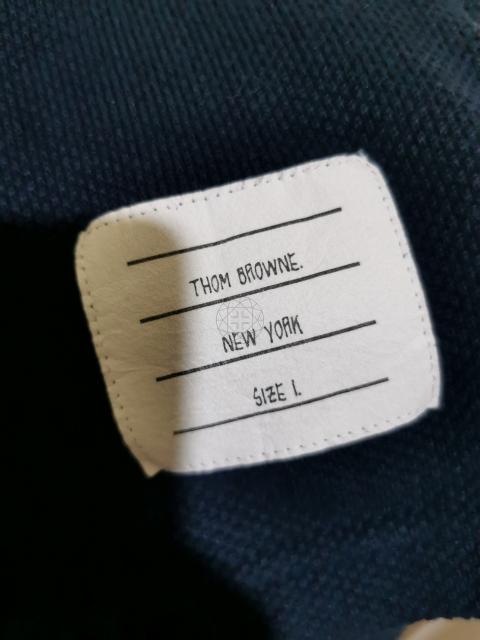 THOM BROWNE.
NEW YORK
SIZE 1.